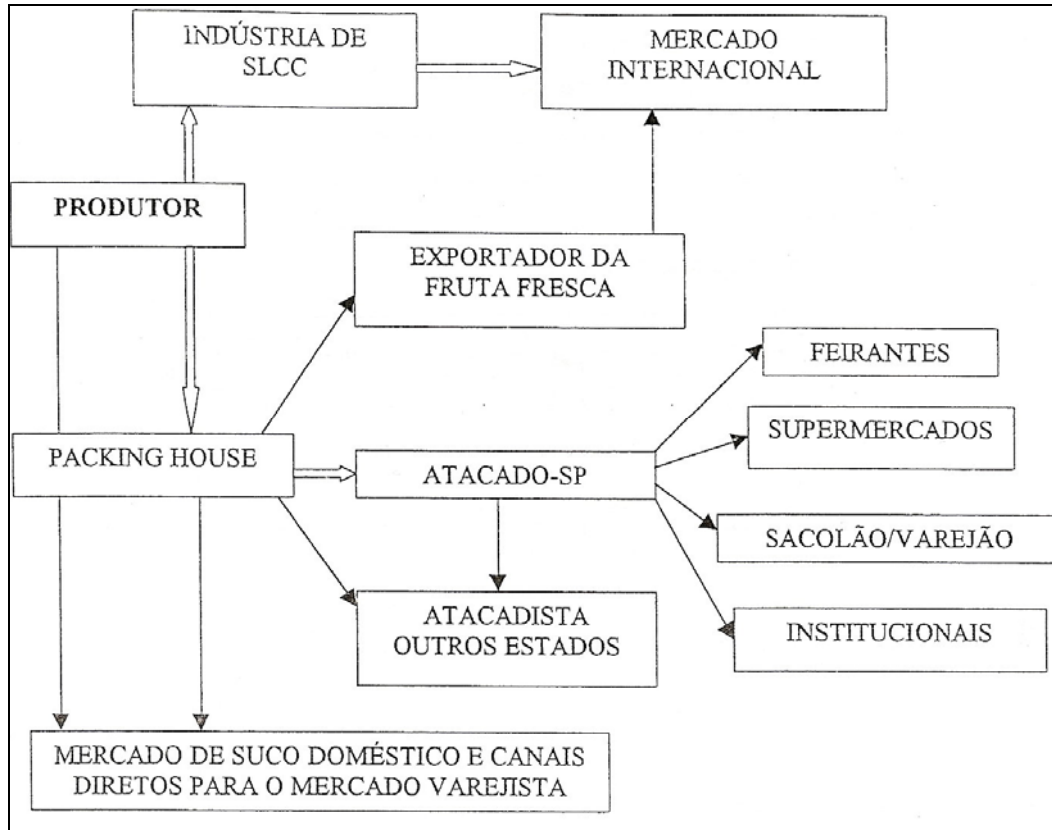 INDÚSTRIA DE
SLCC
MERCADO
INTERNACIONAL
PRODUTOR
EXPORTADOR DA
FRUTA FRESCA
FEIRANTES
SUPERMERCADOS
PACKING HOUSE
ATACADO-SP
SACOLÃO/VAREJÃO
ATACADISTA
OUTROS ESTADOS
INSTITUCIONAIS
MERCADO DE SUCO DOMÉSTICO E CANAIS
DIRETOS PARA O MERCADO VAREJISTA